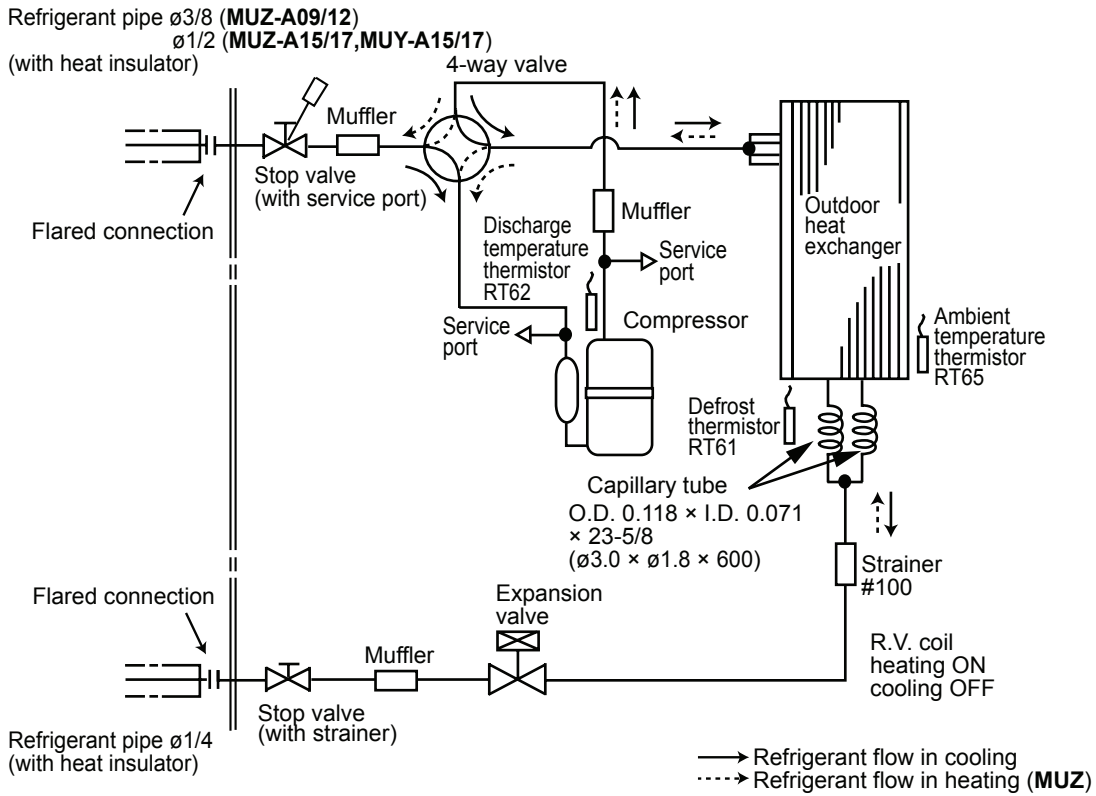 Refrigerant pipe ø3/8 (MUZ-A09/12)
ø1/2 (MUZ-A15/17,MUY-A15/17)
(with heat insulator)
4-way valve
Muffler
Stop valve
(with service port)
Flared connection
Discharge
temperature
thermistor
RT62
Muffler
Service
port
Service
port
Compressor
Outdoor
heat
exchanger
Ambient
temperature
thermistor
RT65
Defrost
thermistor
RT61
Capillary tube
O.D. 0.118 × I.D. 0.071
× 23-5/8
(ø3.0 × ø1.8 × 600)
Strainer
#100
Flared connection
Expansion
valve
Muffler
Stop valve
(with strainer)
R.V. coil
heating ON
cooling OFF
Refrigerant pipe ø1/4
(with heat insulator)
Refrigerant flow in cooling
Refrigerant flow in heating (MUZ)